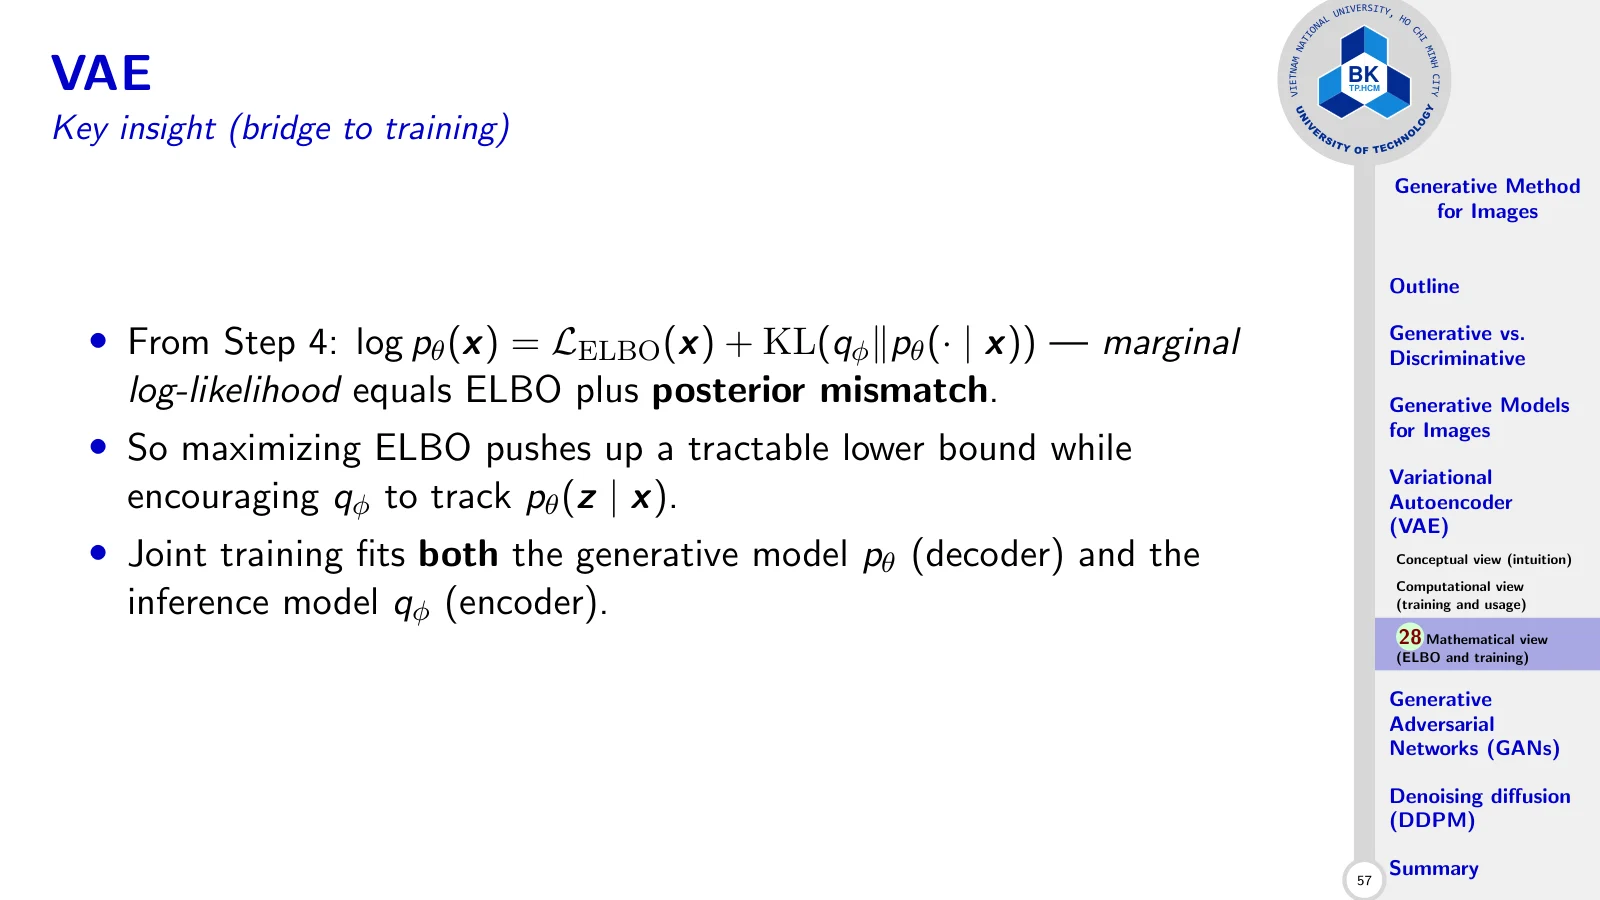 VAE
Key insight (bridge to training)
• From Step 4: log pθ(x) = ℒELBO(x) + KL(qϕ∥pθ(· | x)) — marginal
log-likelihood equals ELBO plus posterior mismatch.
• So maximizing ELBO pushes up a tractable lower bound while
encouraging qϕ to track pθ(z | x).
• Joint training fits both the generative model pθ (decoder) and the
inference model qϕ (encoder).
VIETNAM NATIONAL UNIVERSITY, HO CHI MINH CITY
BK
TP.HCM
UNIVERSITY OF TECHNOLOGY
Generative Method
for Images
Outline
Generative vs.
Discriminative
Generative Models
for Images
Variational
Autoencoder
(VAE)
Conceptual view (intuition)
Computational view
(training and usage)
28 Mathematical view
(ELBO and training)
Generative
Adversarial
Networks (GANs)
Denoising diffusion
(DDPM)
Summary
57